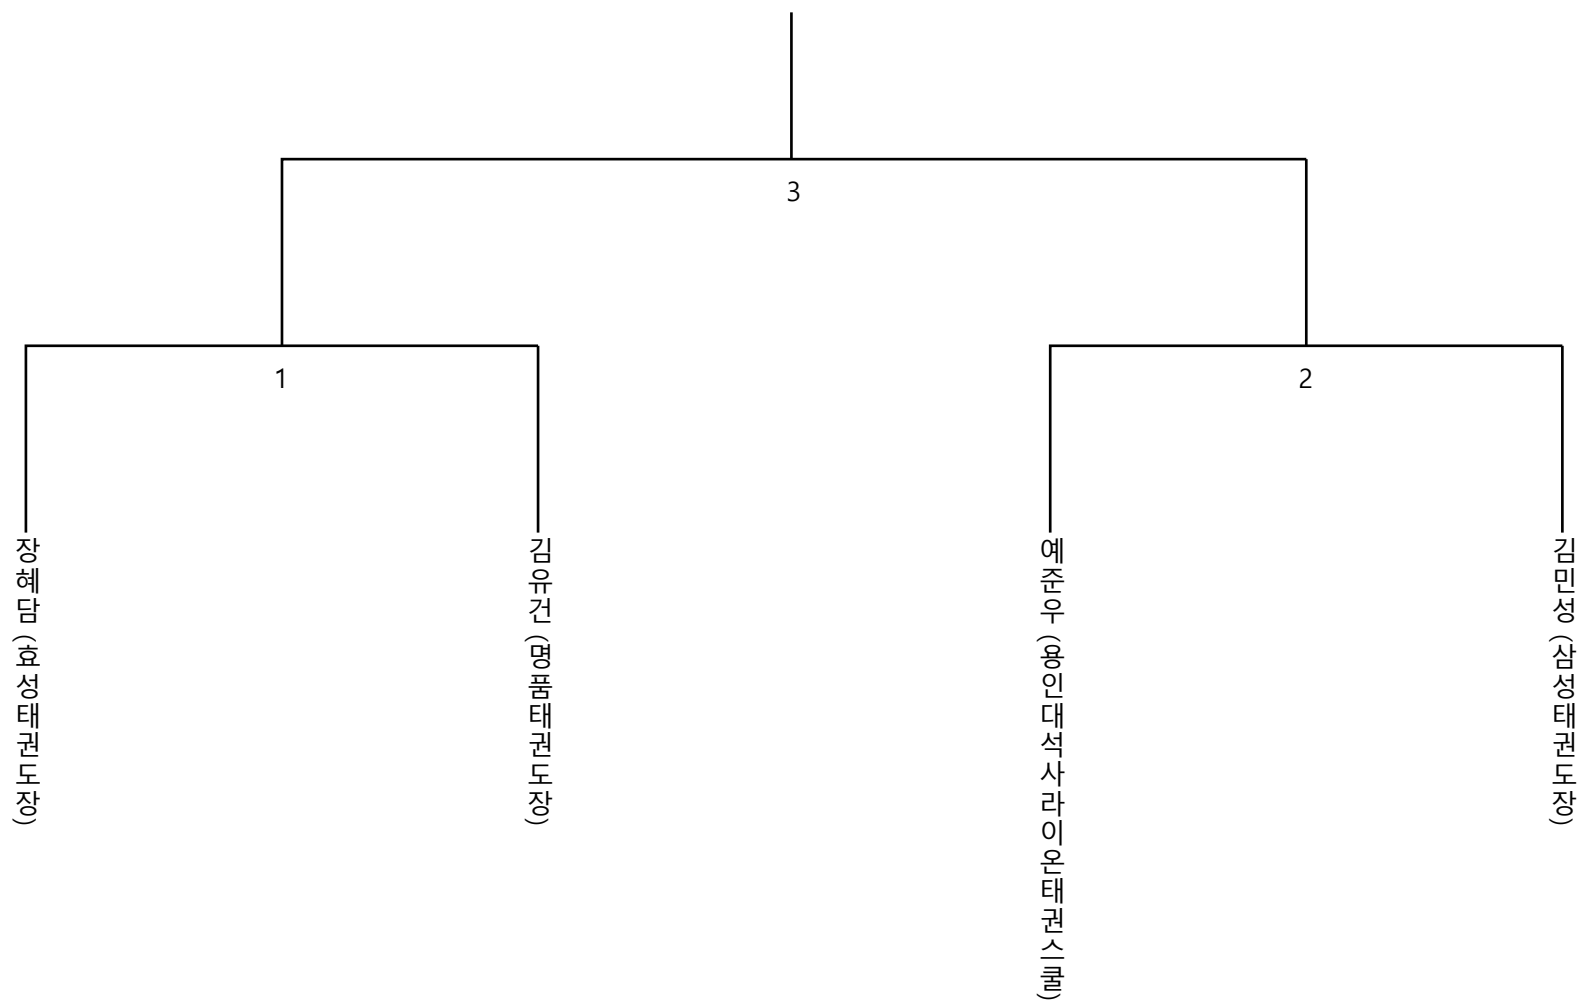 3
1
2
장혜담 (효성태권도장)
김유건 (명품태권도장)
예준우 (용인대석사라이온태권스쿨)
김민성 (삼성태권도장)